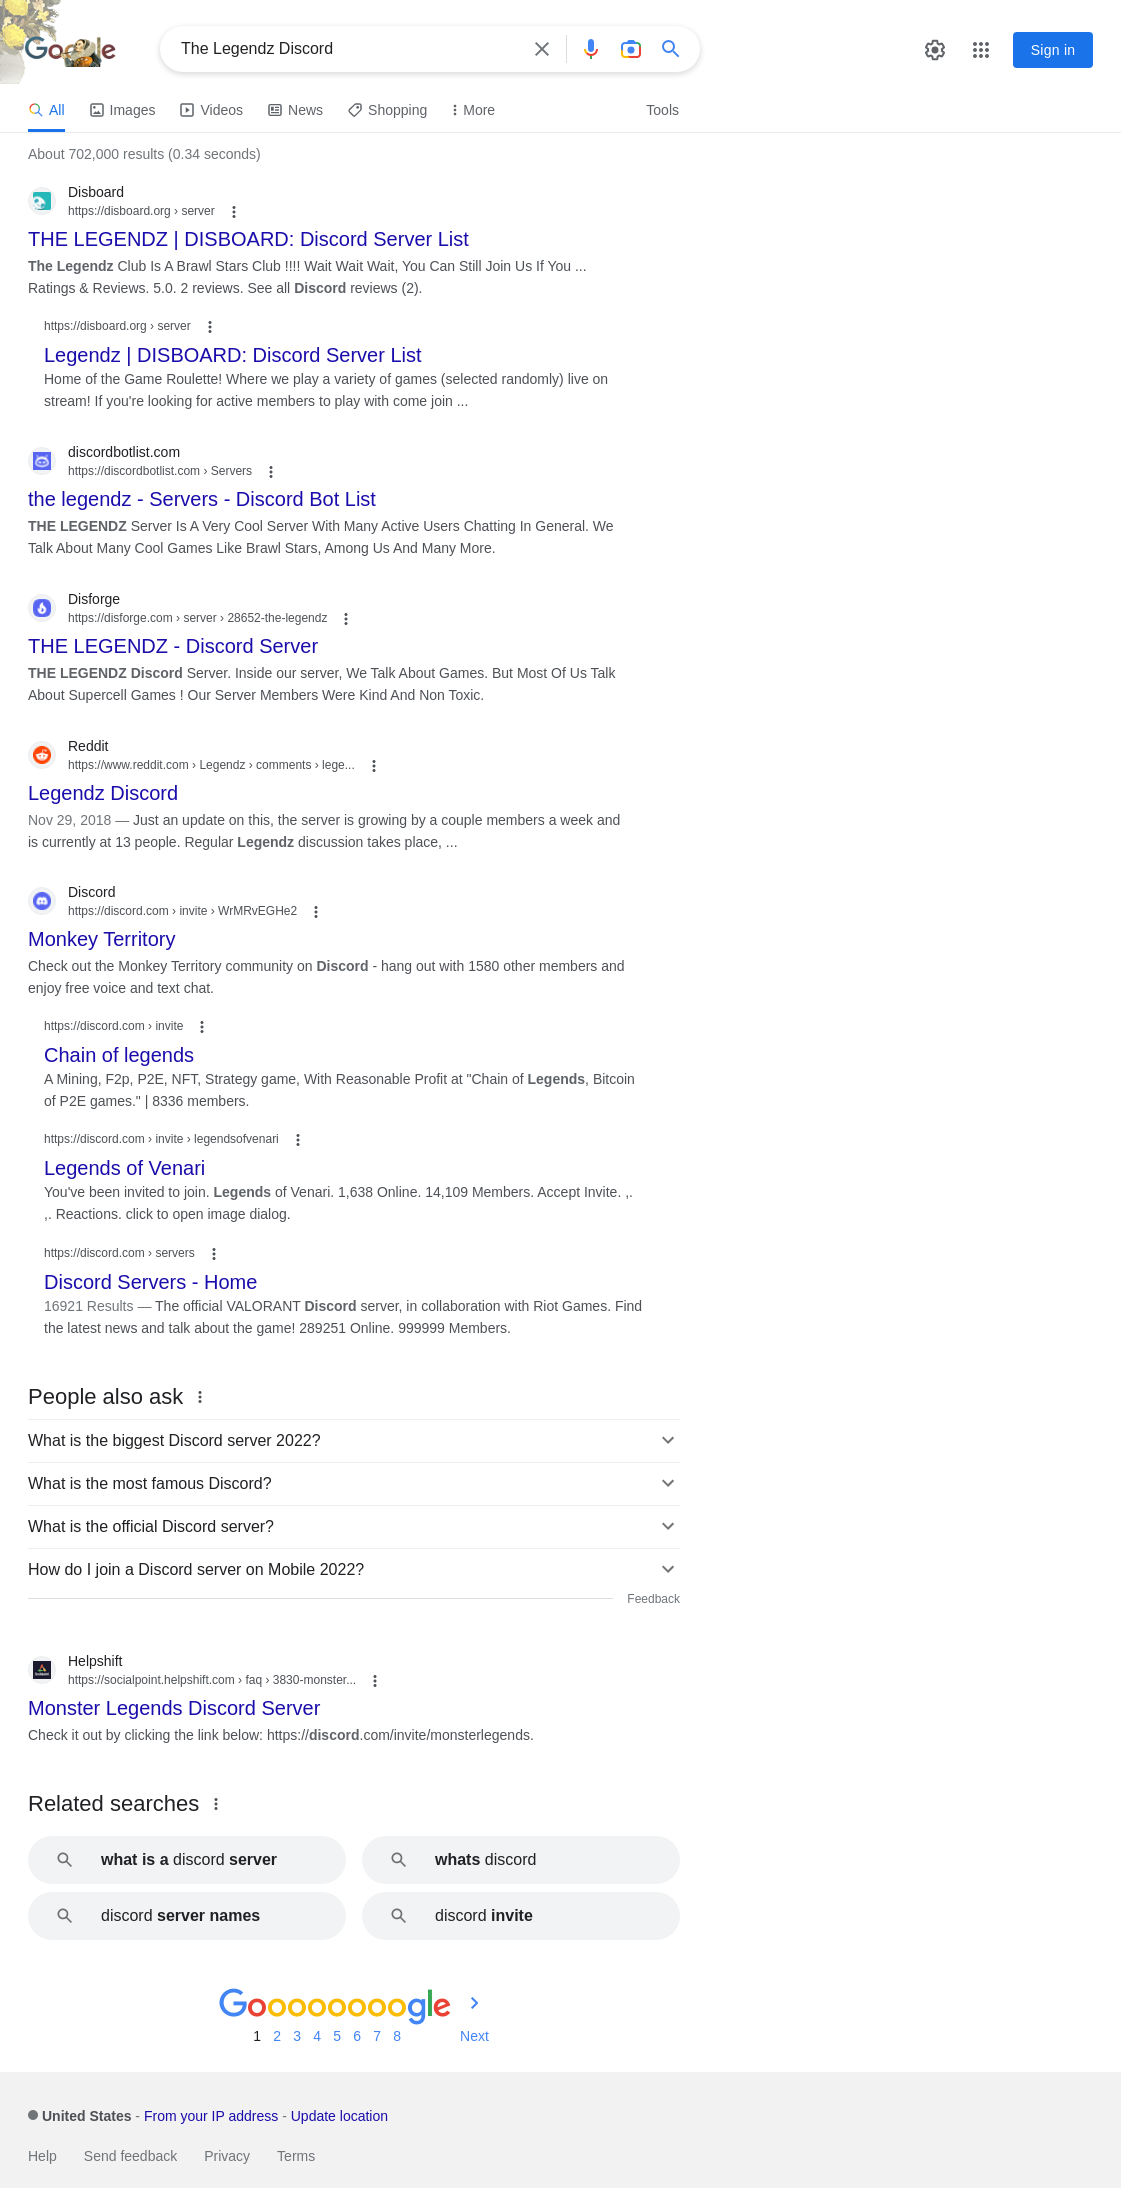 Google
The Legendz Discord
Sign in
All
Images
Videos
News
Shopping
More
Tools
About 702,000 results (0.34 seconds)
Disboard
https://disboard.org › server
THE LEGENDZ | DISBOARD: Discord Server List
The Legendz Club Is A Brawl Stars Club !!!! Wait Wait Wait, You Can Still Join Us If You ...
Ratings & Reviews. 5.0. 2 reviews. See all Discord reviews (2).
https://disboard.org › server
Legendz | DISBOARD: Discord Server List
Home of the Game Roulette! Where we play a variety of games (selected randomly) live on
stream! If you're looking for active members to play with come join ...
discordbotlist.com
https://discordbotlist.com › Servers
the legendz - Servers - Discord Bot List
THE LEGENDZ Server Is A Very Cool Server With Many Active Users Chatting In General. We
Talk About Many Cool Games Like Brawl Stars, Among Us And Many More.
Disforge
https://disforge.com › server › 28652-the-legendz
THE LEGENDZ - Discord Server
THE LEGENDZ Discord Server. Inside our server, We Talk About Games. But Most Of Us Talk
About Supercell Games ! Our Server Members Were Kind And Non Toxic.
Reddit
https://www.reddit.com › Legendz › comments › lege...
Legendz Discord
Nov 29, 2018 — Just an update on this, the server is growing by a couple members a week and
is currently at 13 people. Regular Legendz discussion takes place, ...
Discord
https://discord.com › invite › WrMRvEGHe2
Monkey Territory
Check out the Monkey Territory community on Discord - hang out with 1580 other members and
enjoy free voice and text chat.
https://discord.com › invite
Chain of legends
A Mining, F2p, P2E, NFT, Strategy game, With Reasonable Profit at "Chain of Legends, Bitcoin
of P2E games." | 8336 members.
https://discord.com › invite › legendsofvenari
Legends of Venari
You've been invited to join. Legends of Venari. 1,638 Online. 14,109 Members. Accept Invite. ,.
,. Reactions. click to open image dialog.
https://discord.com › servers
Discord Servers - Home
16921 Results — The official VALORANT Discord server, in collaboration with Riot Games. Find
the latest news and talk about the game! 289251 Online. 999999 Members.
People also ask
What is the biggest Discord server 2022?
What is the most famous Discord?
What is the official Discord server?
How do I join a Discord server on Mobile 2022?
Feedback
Helpshift
https://socialpoint.helpshift.com › faq › 3830-monster...
Monster Legends Discord Server
Check it out by clicking the link below: https://discord.com/invite/monsterlegends.
Related searches
what is a discord server
whats discord
discord server names
discord invite
Goooooooogle
1 2 3 4 5 6 7 8 Next
United States - From your IP address - Update location
Help Send feedback Privacy Terms